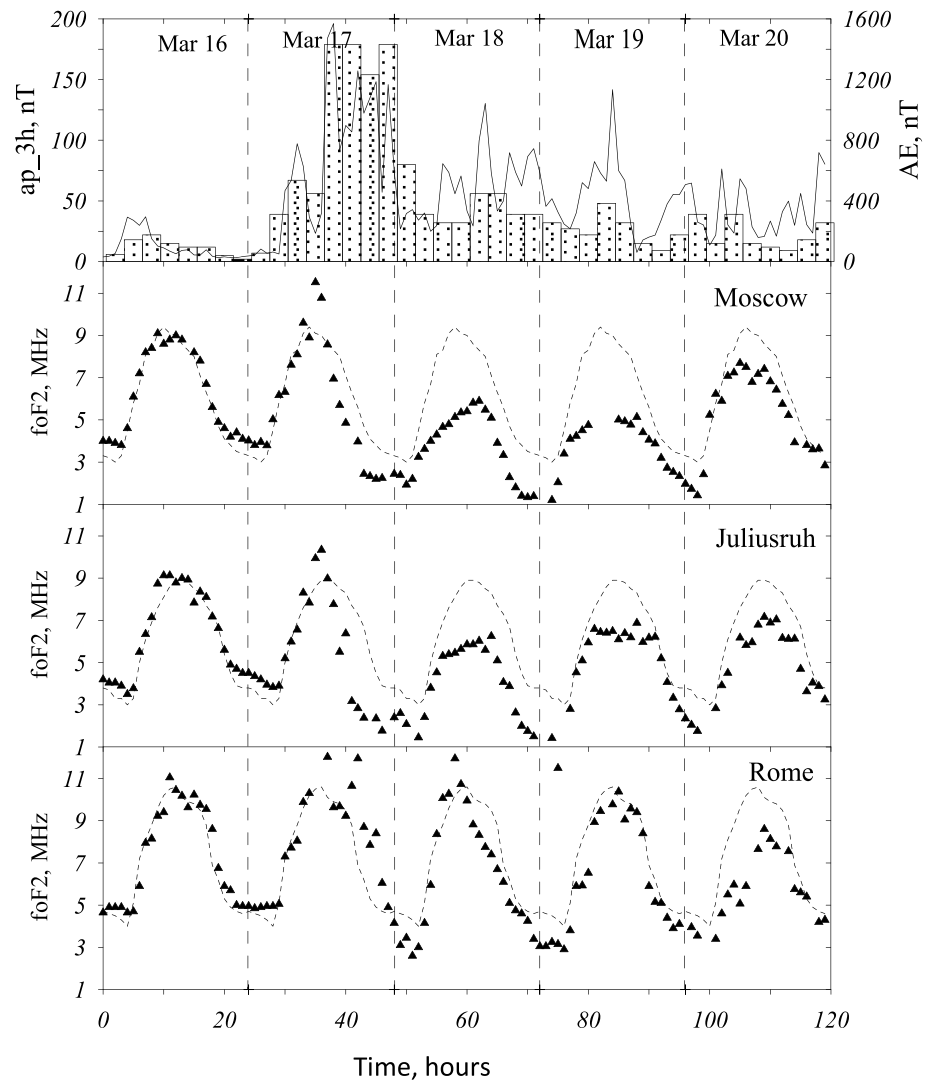 200
150
100
50
0
ap_3h, nT
Mar 16
Mar 17
Mar 18
Mar 19
Mar 20
1600
1200
800
400
0
AE, nT
11
9
7
5
3
1
foF2, MHz
Moscow
11
9
7
5
3
1
foF2, MHz
Juliusruh
11
9
7
5
3
1
foF2, MHz
Rome
0 20 40 60 80 100 120
Time, hours